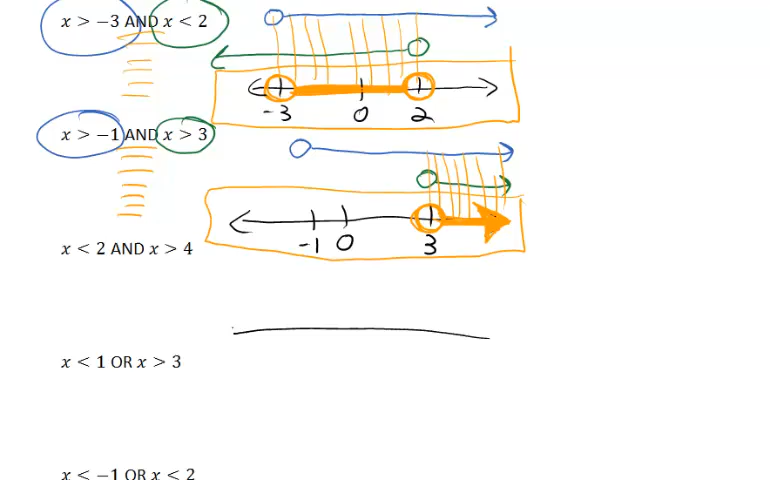 x > −3 AND x < 2
-3 0 2
x > −1 AND x > 3
-1 0 3
x < 2 AND x > 4
x < 1 OR x > 3
x < −1 OR x < 2